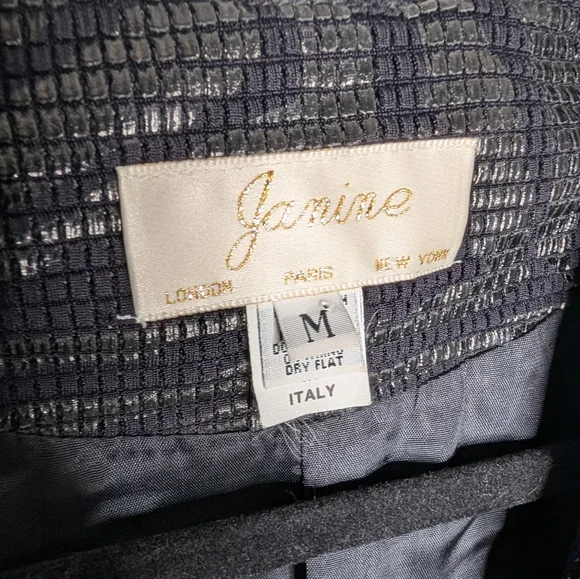 Janine
LONDON PARIS NEW YORK
M
DRY FLAT
ITALY